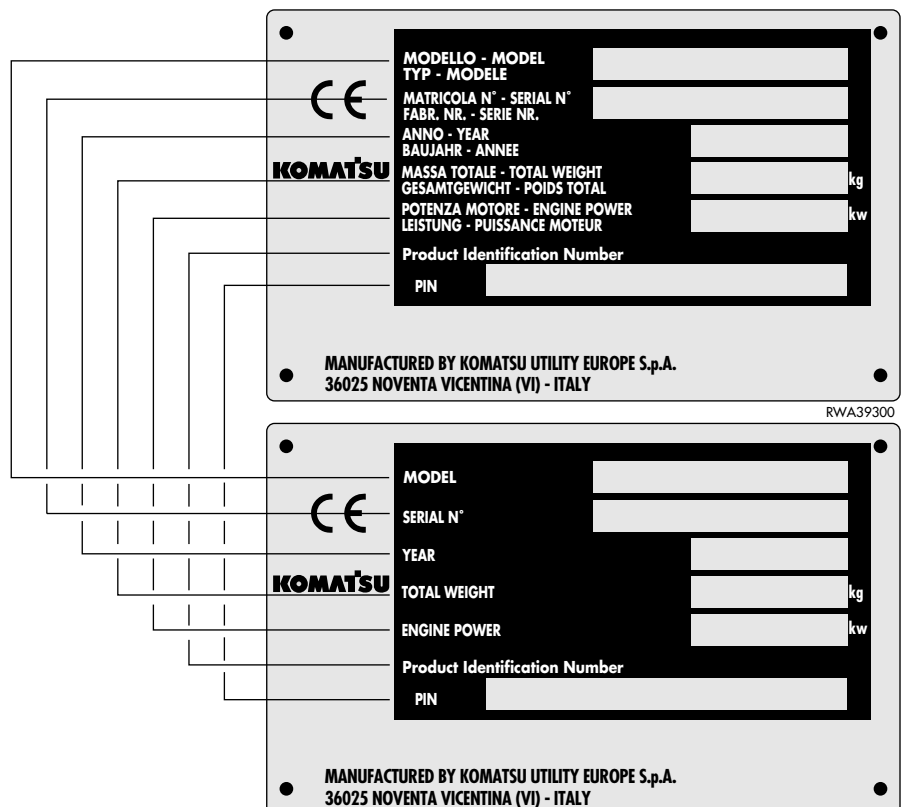 MODELLO - MODEL
TYP - MODELE
CE
MATRICOLA N° - SERIAL N°
FABR. NR. - SERIE NR.
ANNO - YEAR
BAUJAHR - ANNEE
KOMATSU
MASSA TOTALE - TOTAL WEIGHT
GESAMTGEWICHT - POIDS TOTAL
kg
POTENZA MOTORE - ENGINE POWER
LEISTUNG - PUISSANCE MOTEUR
kw
Product Identification Number
PIN
MANUFACTURED BY KOMATSU UTILITY EUROPE S.p.A.
36025 NOVENTA VICENTINA (VI) - ITALY
RWA39300
MODEL
CE
SERIAL N°
YEAR
KOMATSU
TOTAL WEIGHT kg
ENGINE POWER kw
Product Identification Number
PIN
MANUFACTURED BY KOMATSU UTILITY EUROPE S.p.A.
36025 NOVENTA VICENTINA (VI) - ITALY